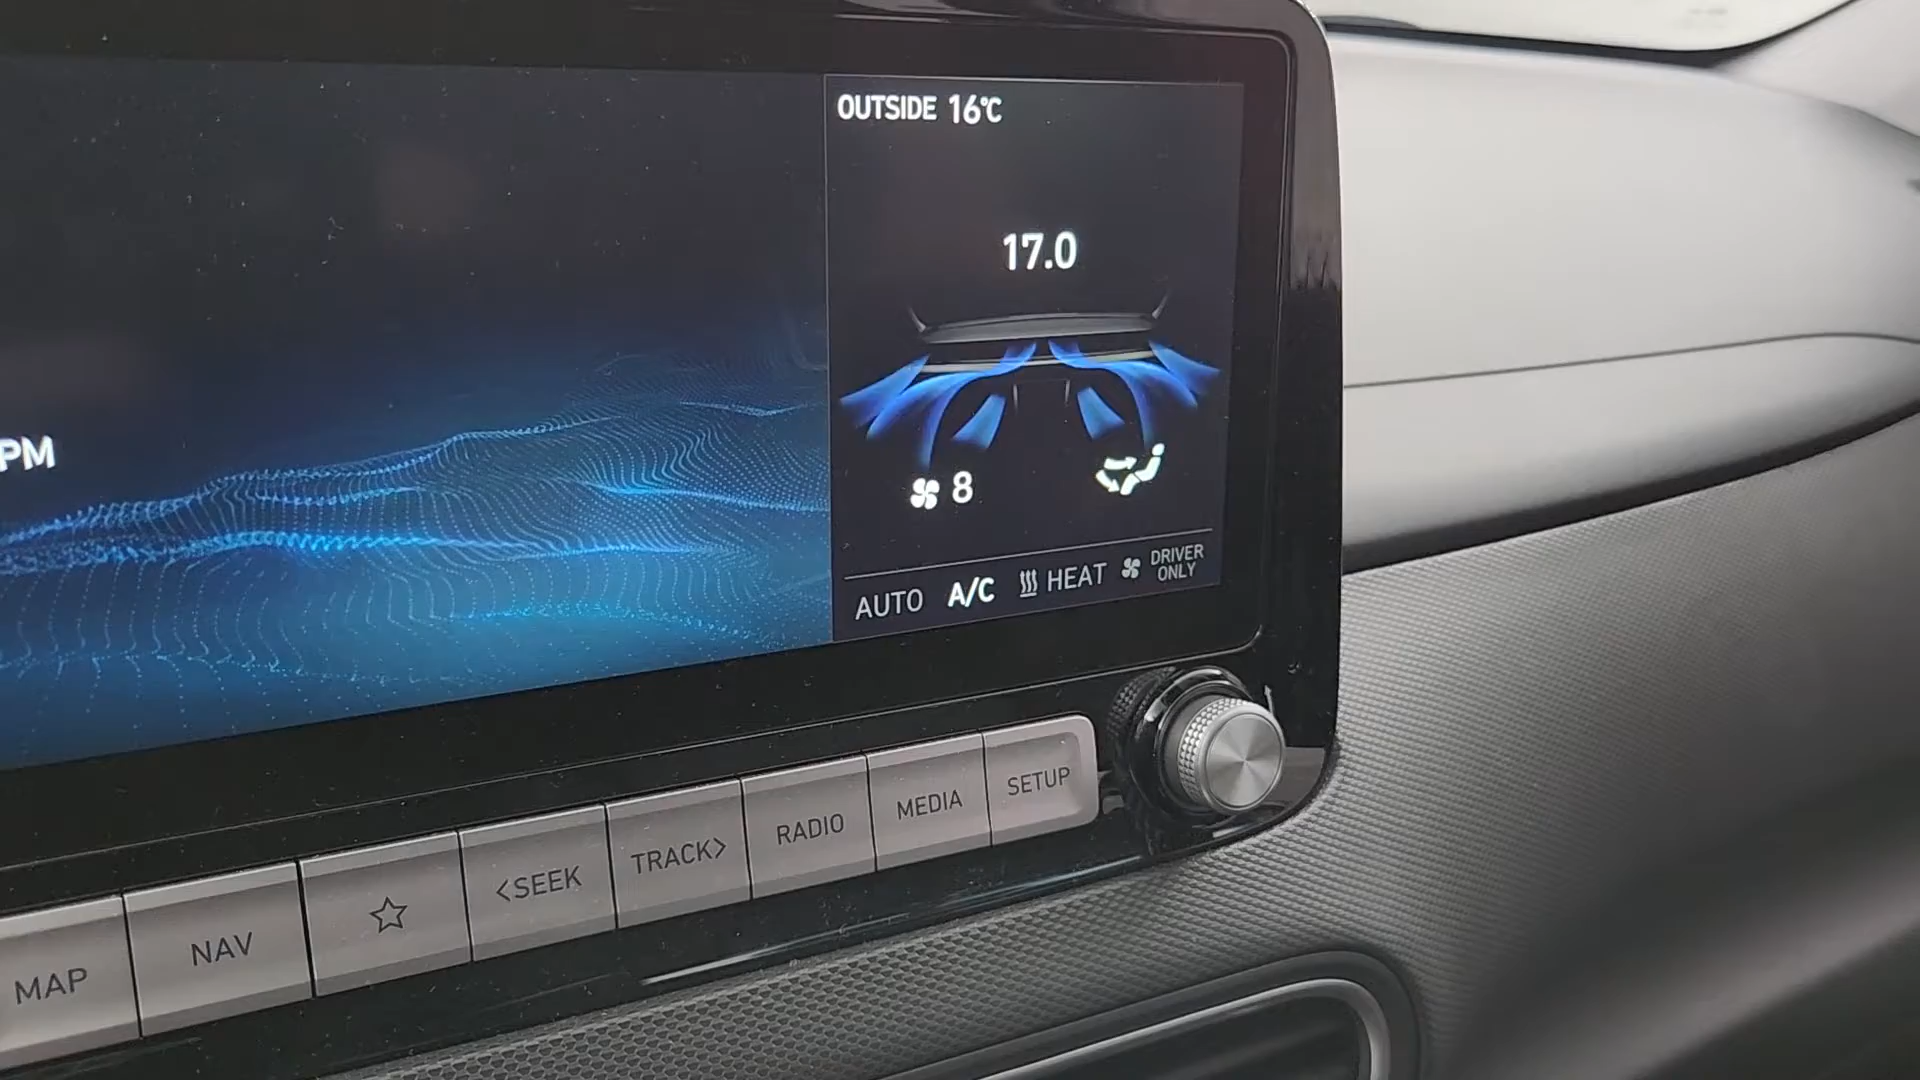 OUTSIDE 16℃
17.0
PM
8
AUTO A/C HEAT DRIVER ONLY
MAP NAV <SEEK TRACK> RADIO MEDIA SETUP